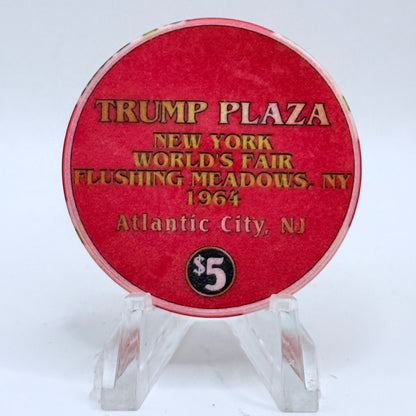 TRUMP PLAZA
NEW YORK
WORLD'S FAIR
FLUSHING MEADOWS, NY
1964
Atlantic City, NJ
$5